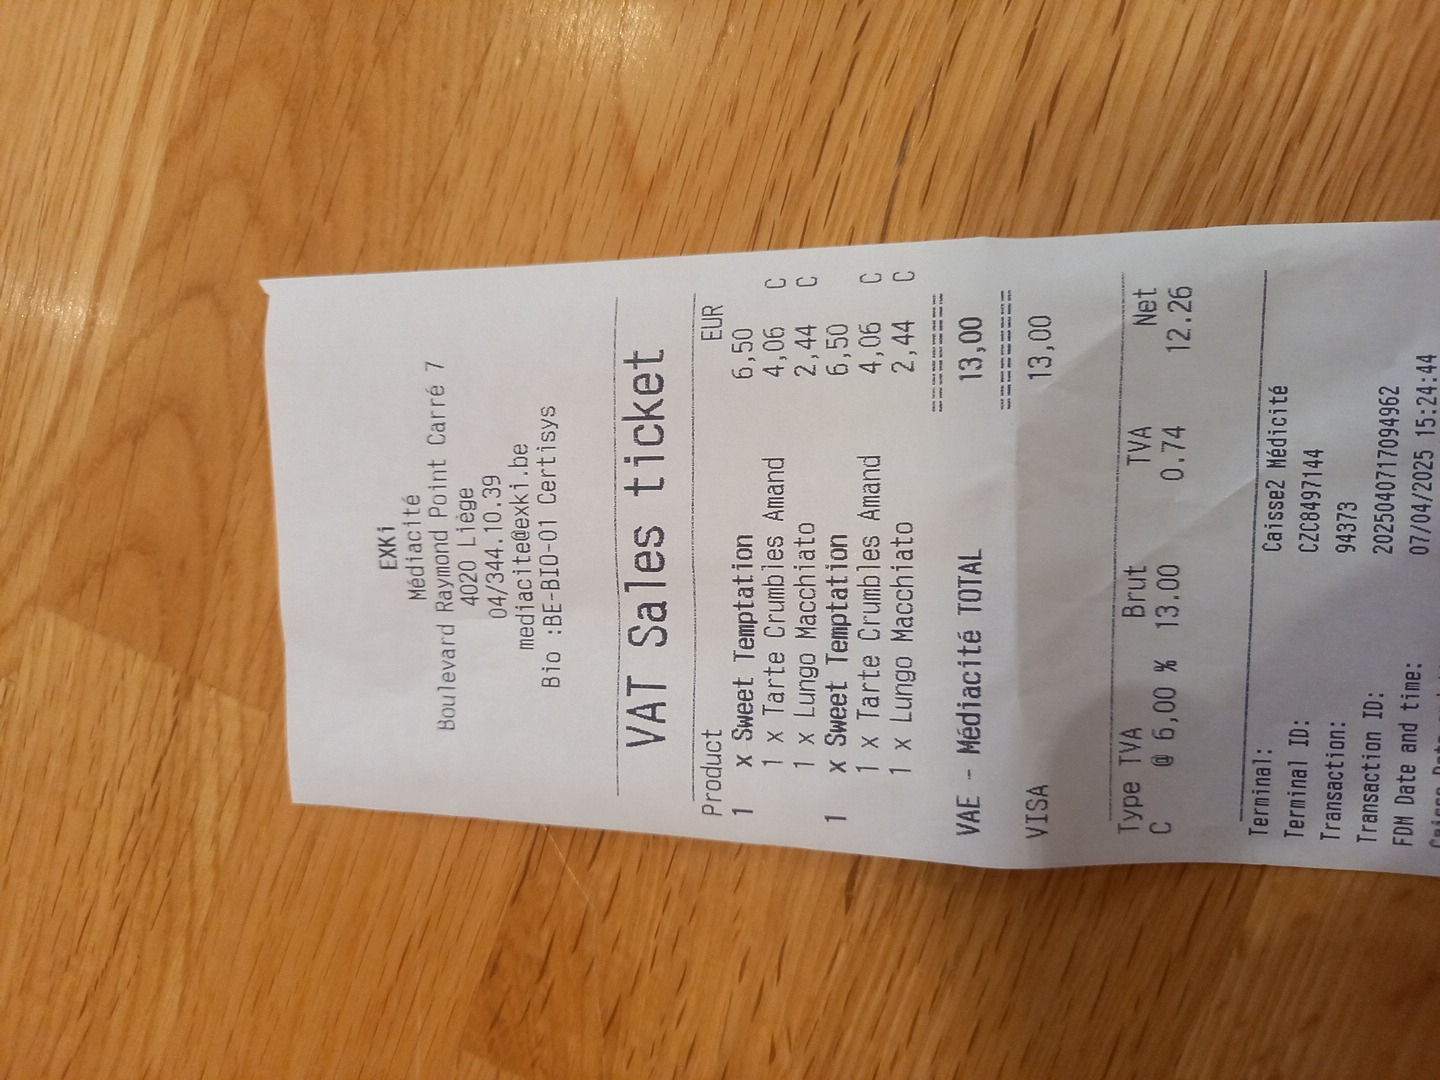 EXKi
Médiacité
Boulevard Raymond Point Carré 7
4020 Liège
04/344.10.39
mediacite@exki.be
Bio :BE-BIO-01 Certisys
VAT Sales ticket
Product EUR
1 x Sweet Temptation 6,50
1 x Tarte Crumbles Amand 4,06 C
1 x Lungo Macchiato 2,44 C
1 x Sweet Temptation 6,50
1 x Tarte Crumbles Amand 4,06 C
1 x Lungo Macchiato 2,44 C
VAE - Médiacité TOTAL 13,00
VISA 13,00
Type TVA Brut TVA Net
C @ 6,00 % 13.00 0.74 12.26
Terminal: Caisse2 Médicité
Terminal ID: CZC8497144
Transaction: 94373
Transaction ID: 2025040717094962
FDM Date and time: 07/04/2025 15:24:44